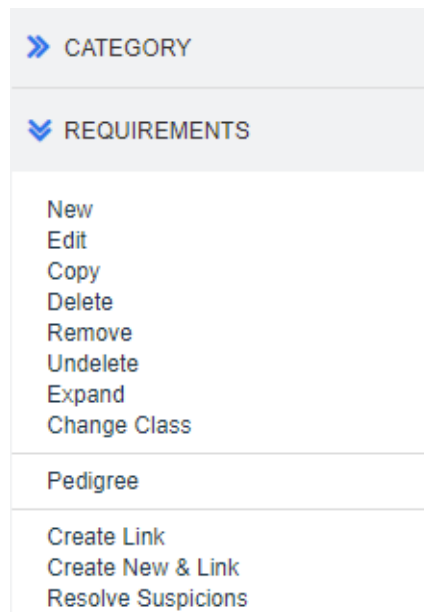 CATEGORY
REQUIREMENTS
New
Edit
Copy
Delete
Remove
Undelete
Expand
Change Class
Pedigree
Create Link
Create New & Link
Resolve Suspicions